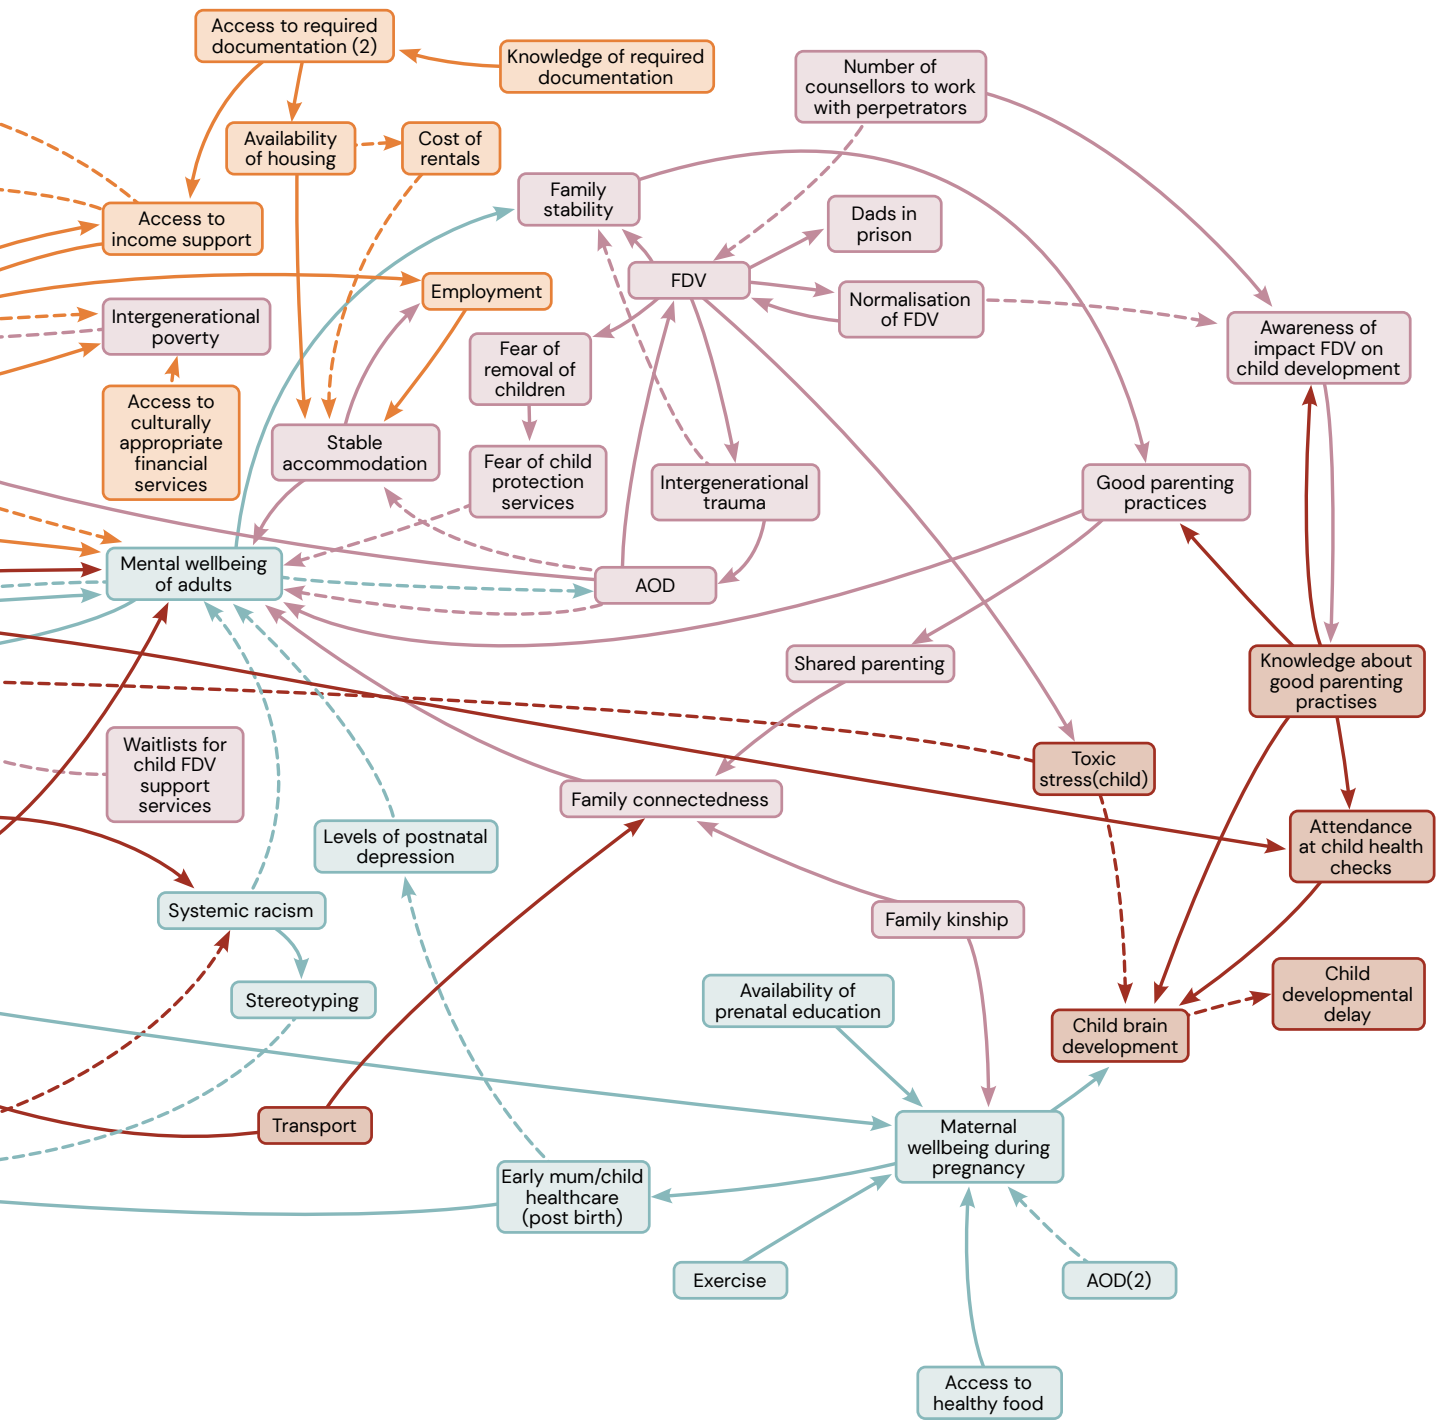 Access to required
documentation (2)
Knowledge of required
documentation
Number of
counsellors to work
with perpetrators
Availability
of housing
Cost of
rentals
Family
stability
Dads in
prison
Access to
income support
FDV
Employment
Normalisation
of FDV
Intergenerational
poverty
Awareness of
impact FDV on
child development
Fear of
removal of
children
Access to
culturally
appropriate
financial
services
Stable
accommodation
Fear of child
protection
services
Intergenerational
trauma
Good parenting
practices
Mental wellbeing
of adults
AOD
Shared parenting
Knowledge about
good parenting
practises
Waitlists for
child FDV
support
services
Toxic
stress(child)
Family connectedness
Levels of postnatal
depression
Attendance
at child health
checks
Systemic racism
Family kinship
Stereotyping
Availability of
prenatal education
Child
developmental
delay
Child brain
development
Transport
Maternal
wellbeing during
pregnancy
Early mum/child
healthcare
(post birth)
Exercise
AOD(2)
Access to
healthy food